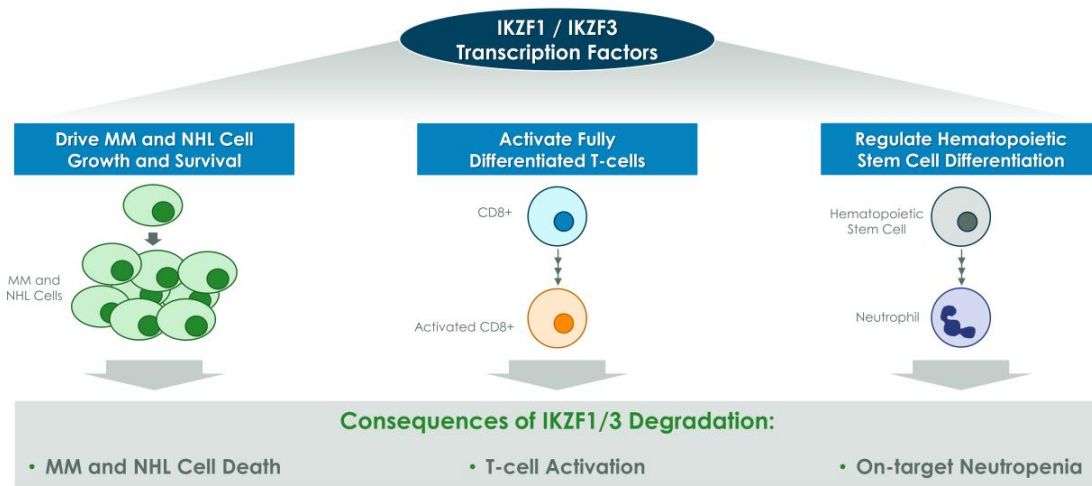 IKZF1 / IKZF3
Transcription Factors
Drive MM and NHL Cell
Growth and Survival
Activate Fully
Differentiated T-cells
Regulate Hematopoietic
Stem Cell Differentiation
CD8+
Hematopoietic
Stem Cell
MM and
NHL Cells
Activated CD8+
Neutrophil
Consequences of IKZF1/3 Degradation:
• MM and NHL Cell Death
• T-cell Activation
• On-target Neutropenia